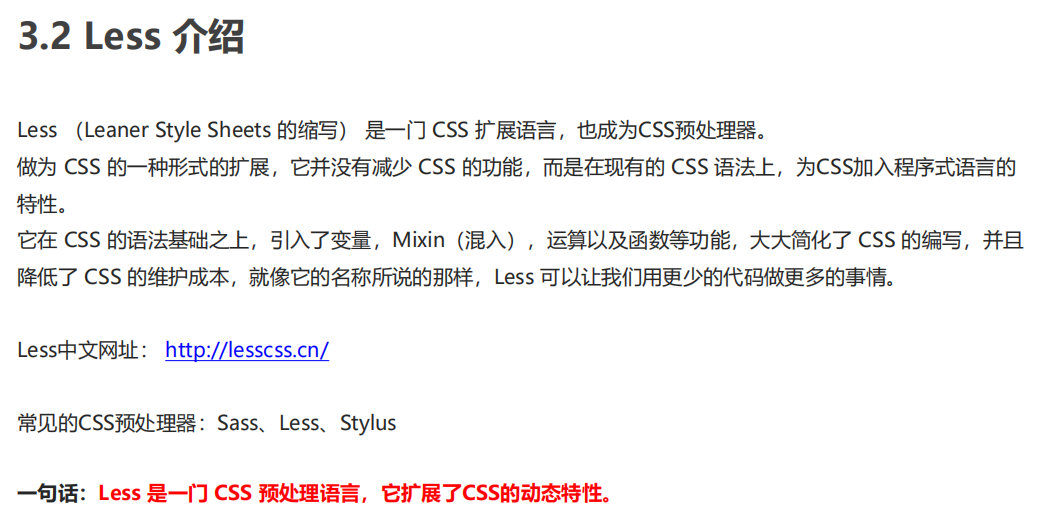 3.2 Less 介绍
Less （Leaner Style Sheets 的缩写） 是一门 CSS 扩展语言，也成为CSS预处理器。
做为 CSS 的一种形式的扩展，它并没有减少 CSS 的功能，而是在现有的 CSS 语法上，为CSS加入程序式语言的
特性。
它在 CSS 的语法基础之上，引入了变量，Mixin（混入），运算以及函数等功能，大大简化了 CSS 的编写，并且
降低了 CSS 的维护成本，就像它的名称所说的那样，Less 可以让我们用更少的代码做更多的事情。
Less中文网址： http://lesscss.cn/
常见的CSS预处理器：Sass、Less、Stylus
一句话：Less 是一门 CSS 预处理语言，它扩展了CSS的动态特性。